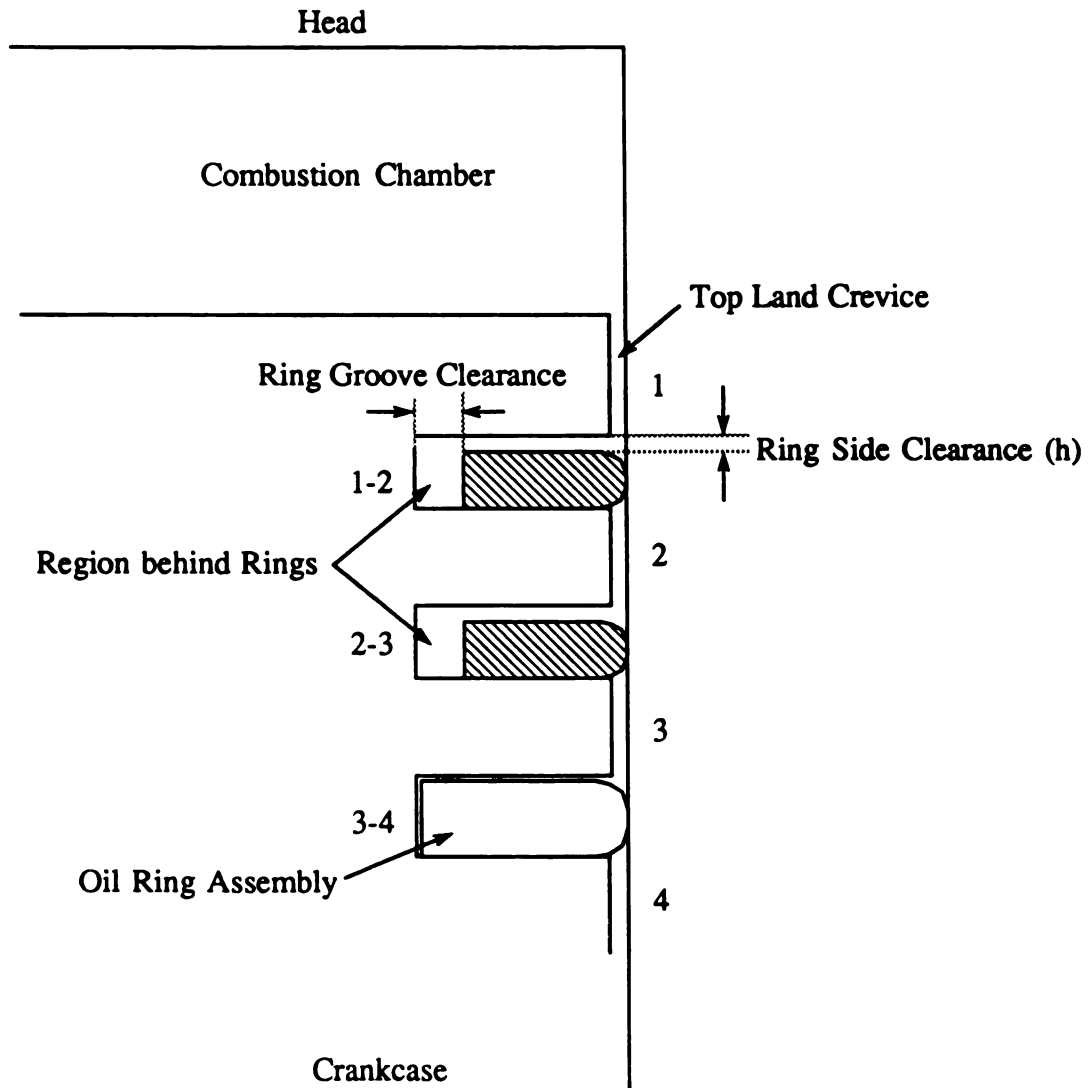 Head
Combustion Chamber
Top Land Crevice
Ring Groove Clearance
1
Ring Side Clearance (h)
1-2
Region behind Rings
2
2-3
3
3-4
Oil Ring Assembly
4
Crankcase